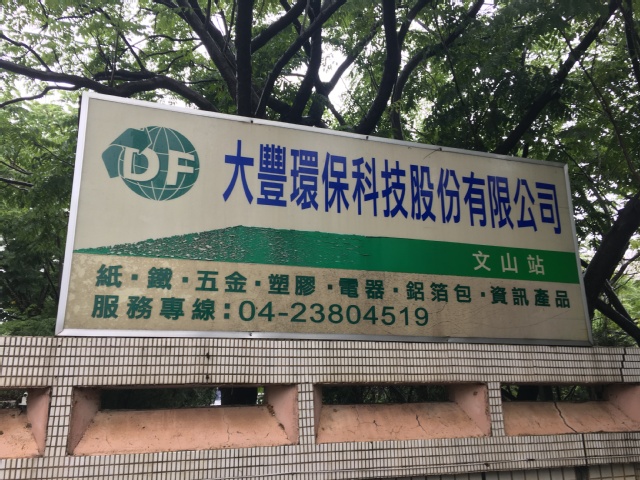 DF
大豐環保科技股份有限公司
文山站
紙·鐵·五金·塑膠·電器·鋁箔包·資訊產品
服務專線:04-23804519